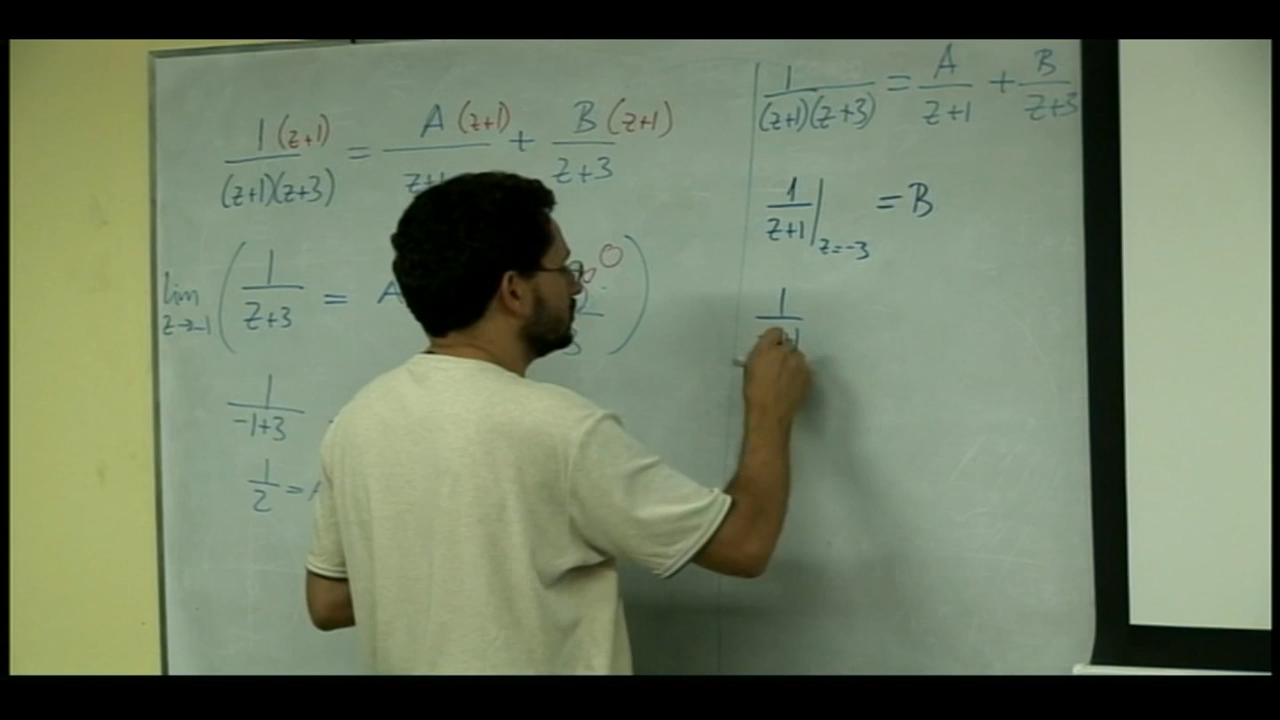 1 (z+1) / (z+1)(z+3) = A (z+1) / z+1 + B (z+1) / z+3
lim z→-1 ( 1 / z+3 = A 0 )
1 / -1+3
1 / 2 =
1 / (z+1)(z+3) = A / z+1 + B / z+3
1 / z+1 | z=-3 = B
1